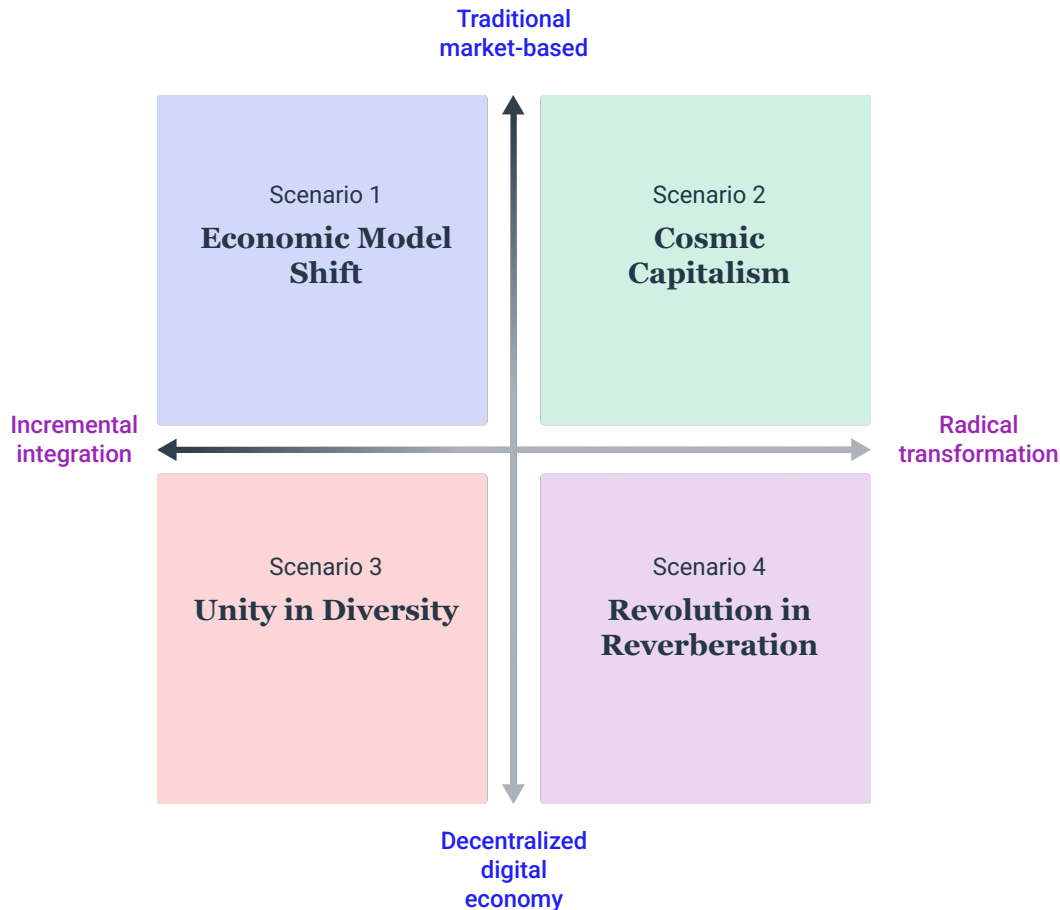 Traditional
market-based
Scenario 1
Economic Model
Shift
Scenario 2
Cosmic
Capitalism
Incremental
integration
Radical
transformation
Scenario 3
Unity in Diversity
Scenario 4
Revolution in
Reverberation
Decentralized
digital
economy